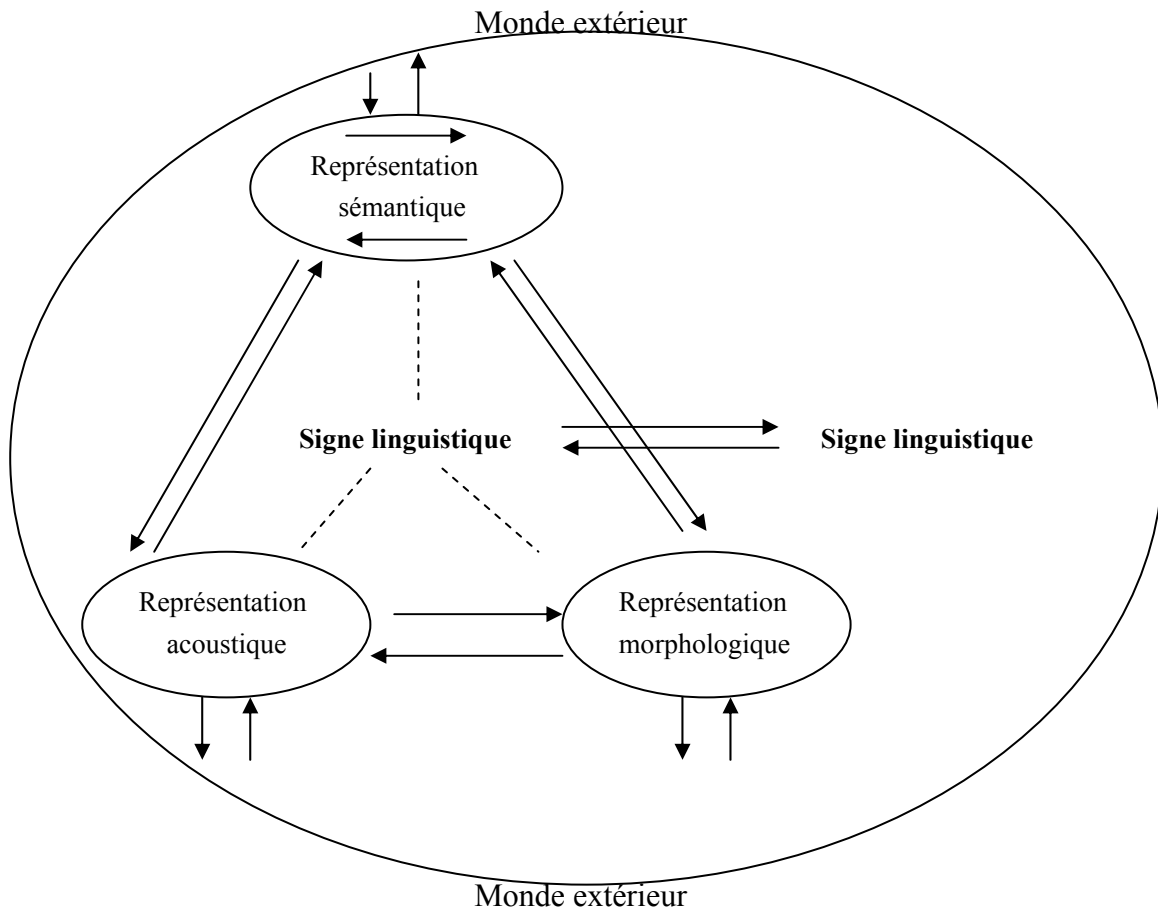 Monde extérieur
Représentation
sémantique
Signe linguistique
Signe linguistique
Représentation
acoustique
Représentation
morphologique
Monde extérieur